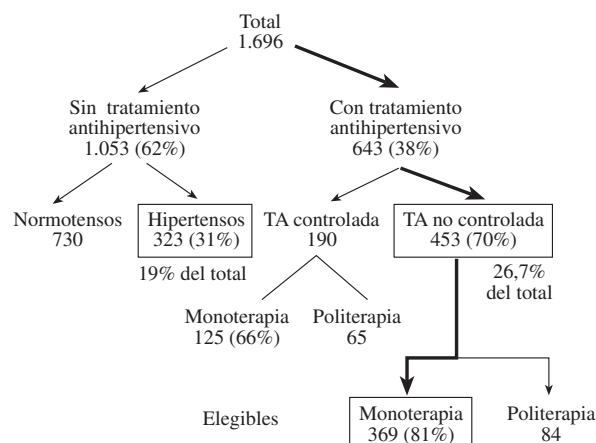 Total
1.696
Sin tratamiento
antihipertensivo
1.053 (62%)
Con tratamiento
antihipertensivo
643 (38%)
Normotensos
730
Hipertensos
323 (31%)
19% del total
TA controlada
190
TA no controlada
453 (70%)
26,7%
del total
Monoterapia
125 (66%)
Politerapia
65
Elegibles
Monoterapia
369 (81%)
Politerapia
84